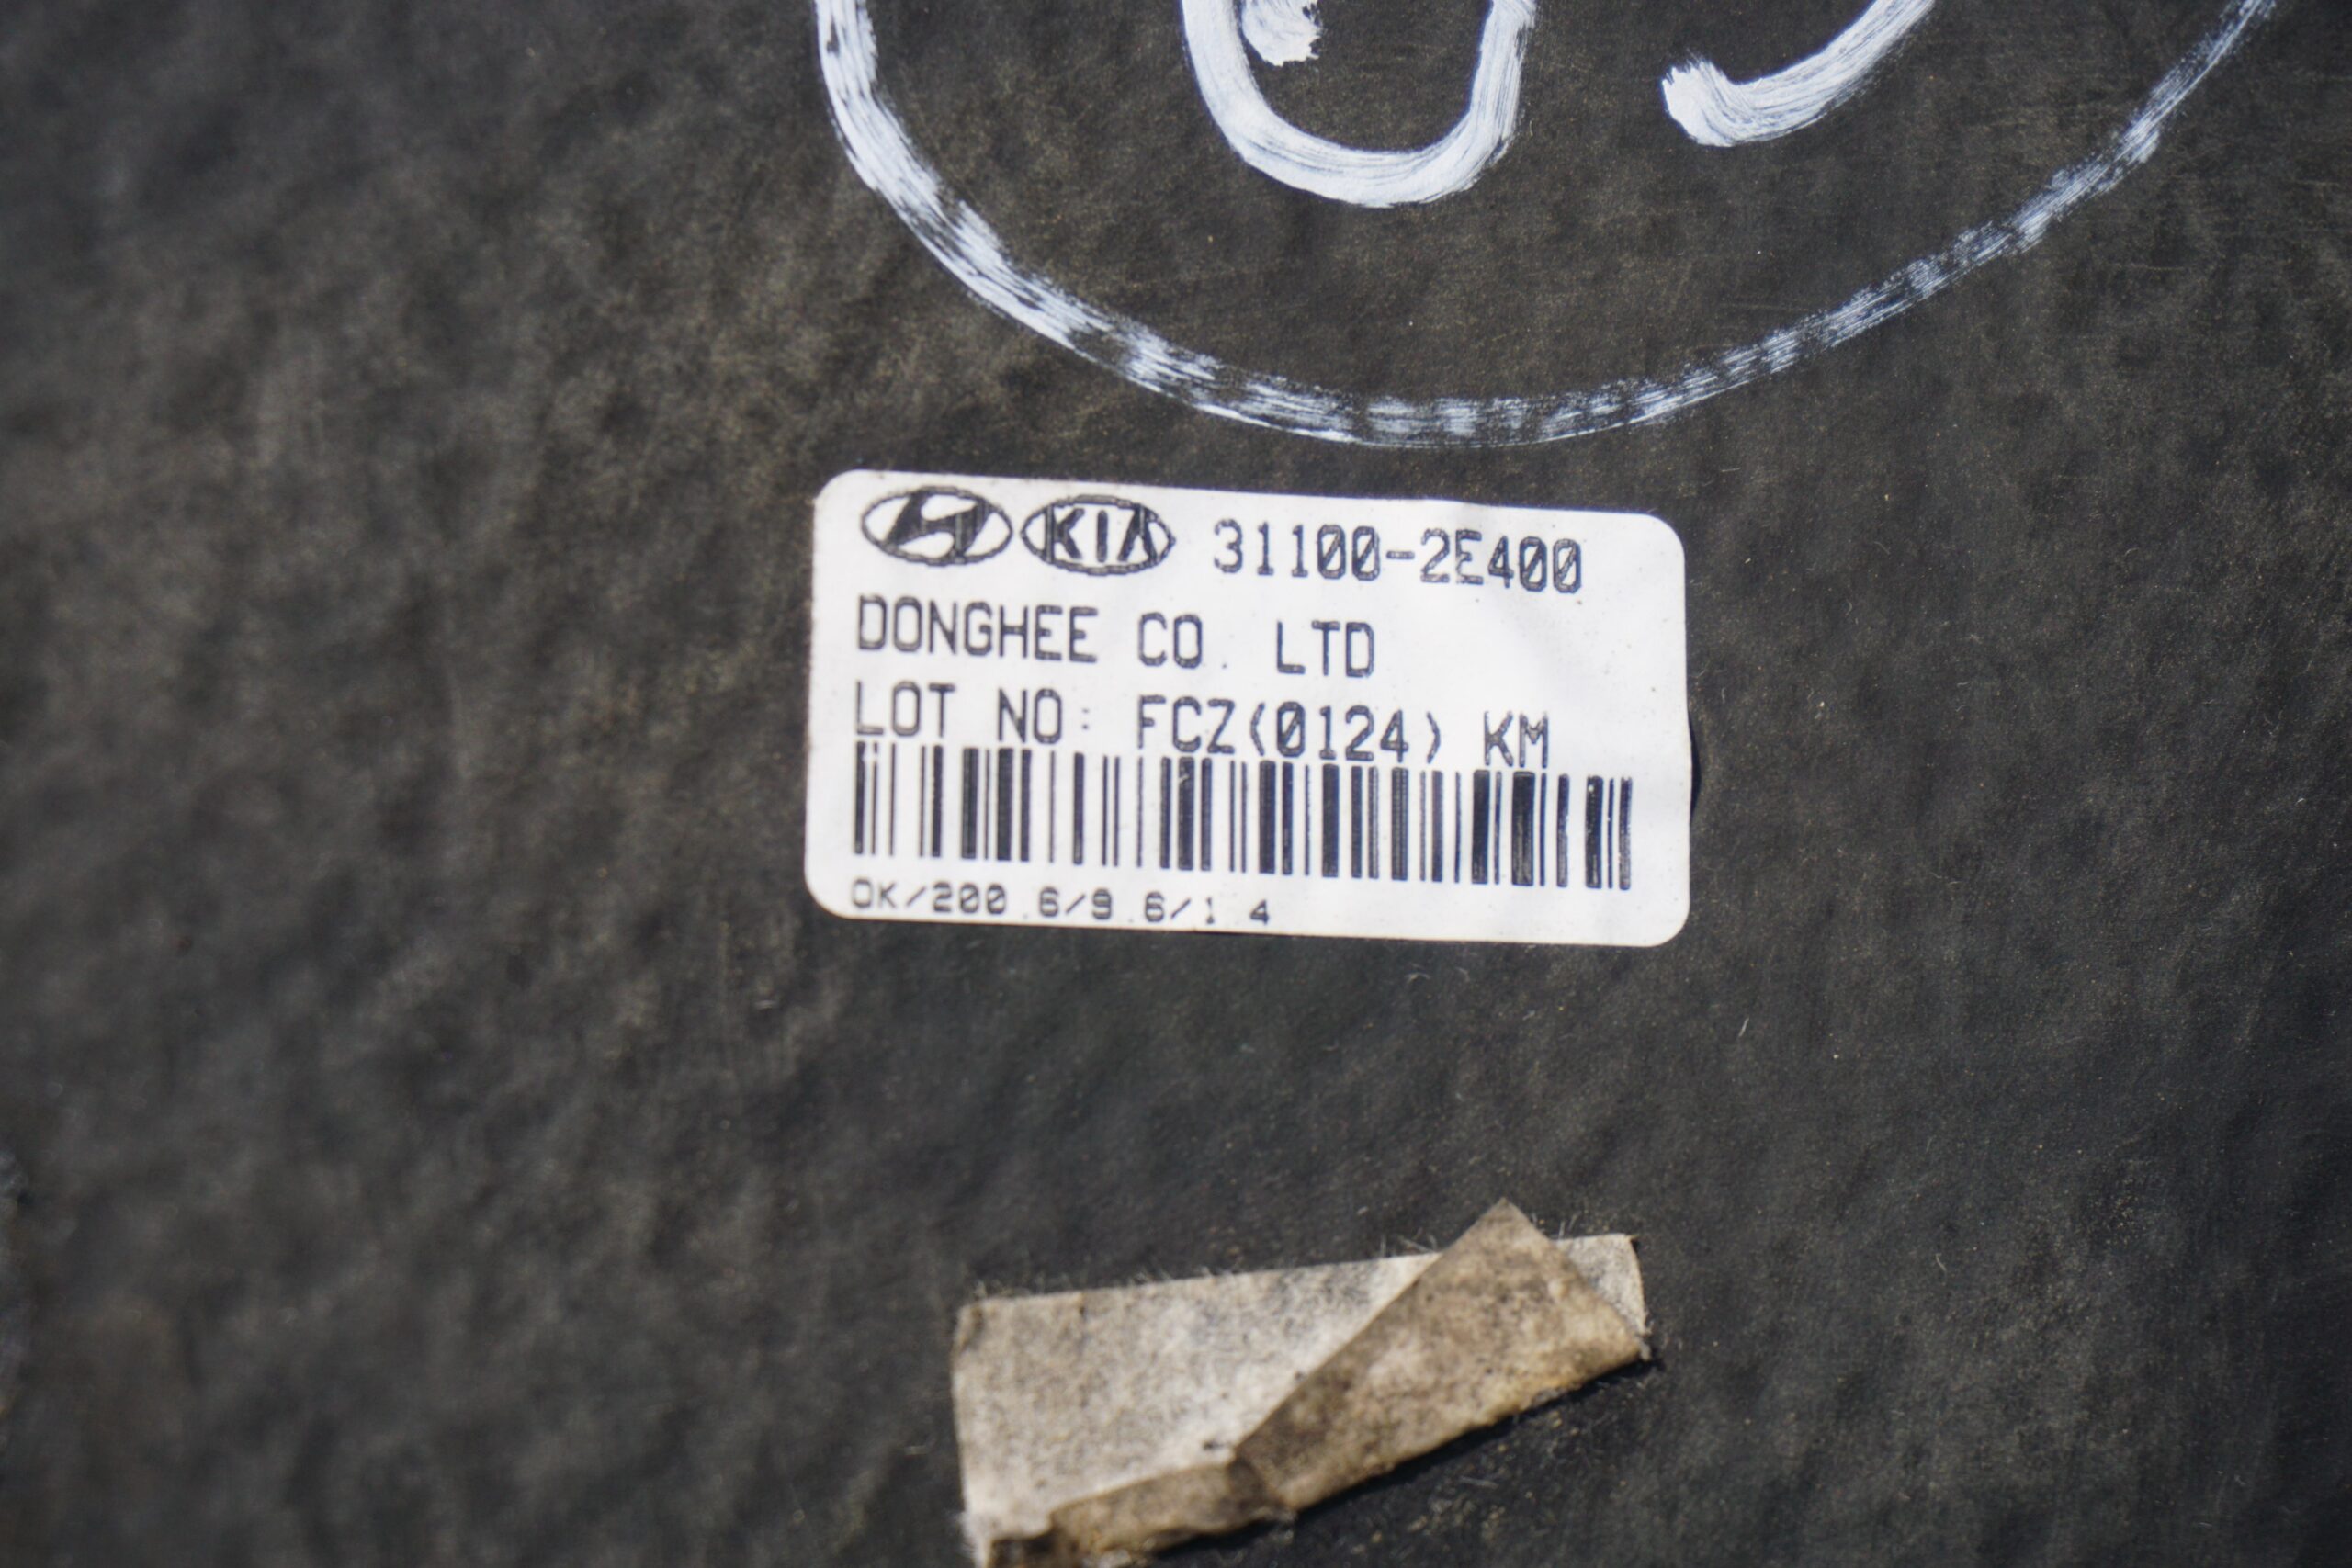 KIA 31100-2E400
DONGHEE CO. LTD
LOT NO: FCZ(0124) KM
OK/200 6/9 6/1 4